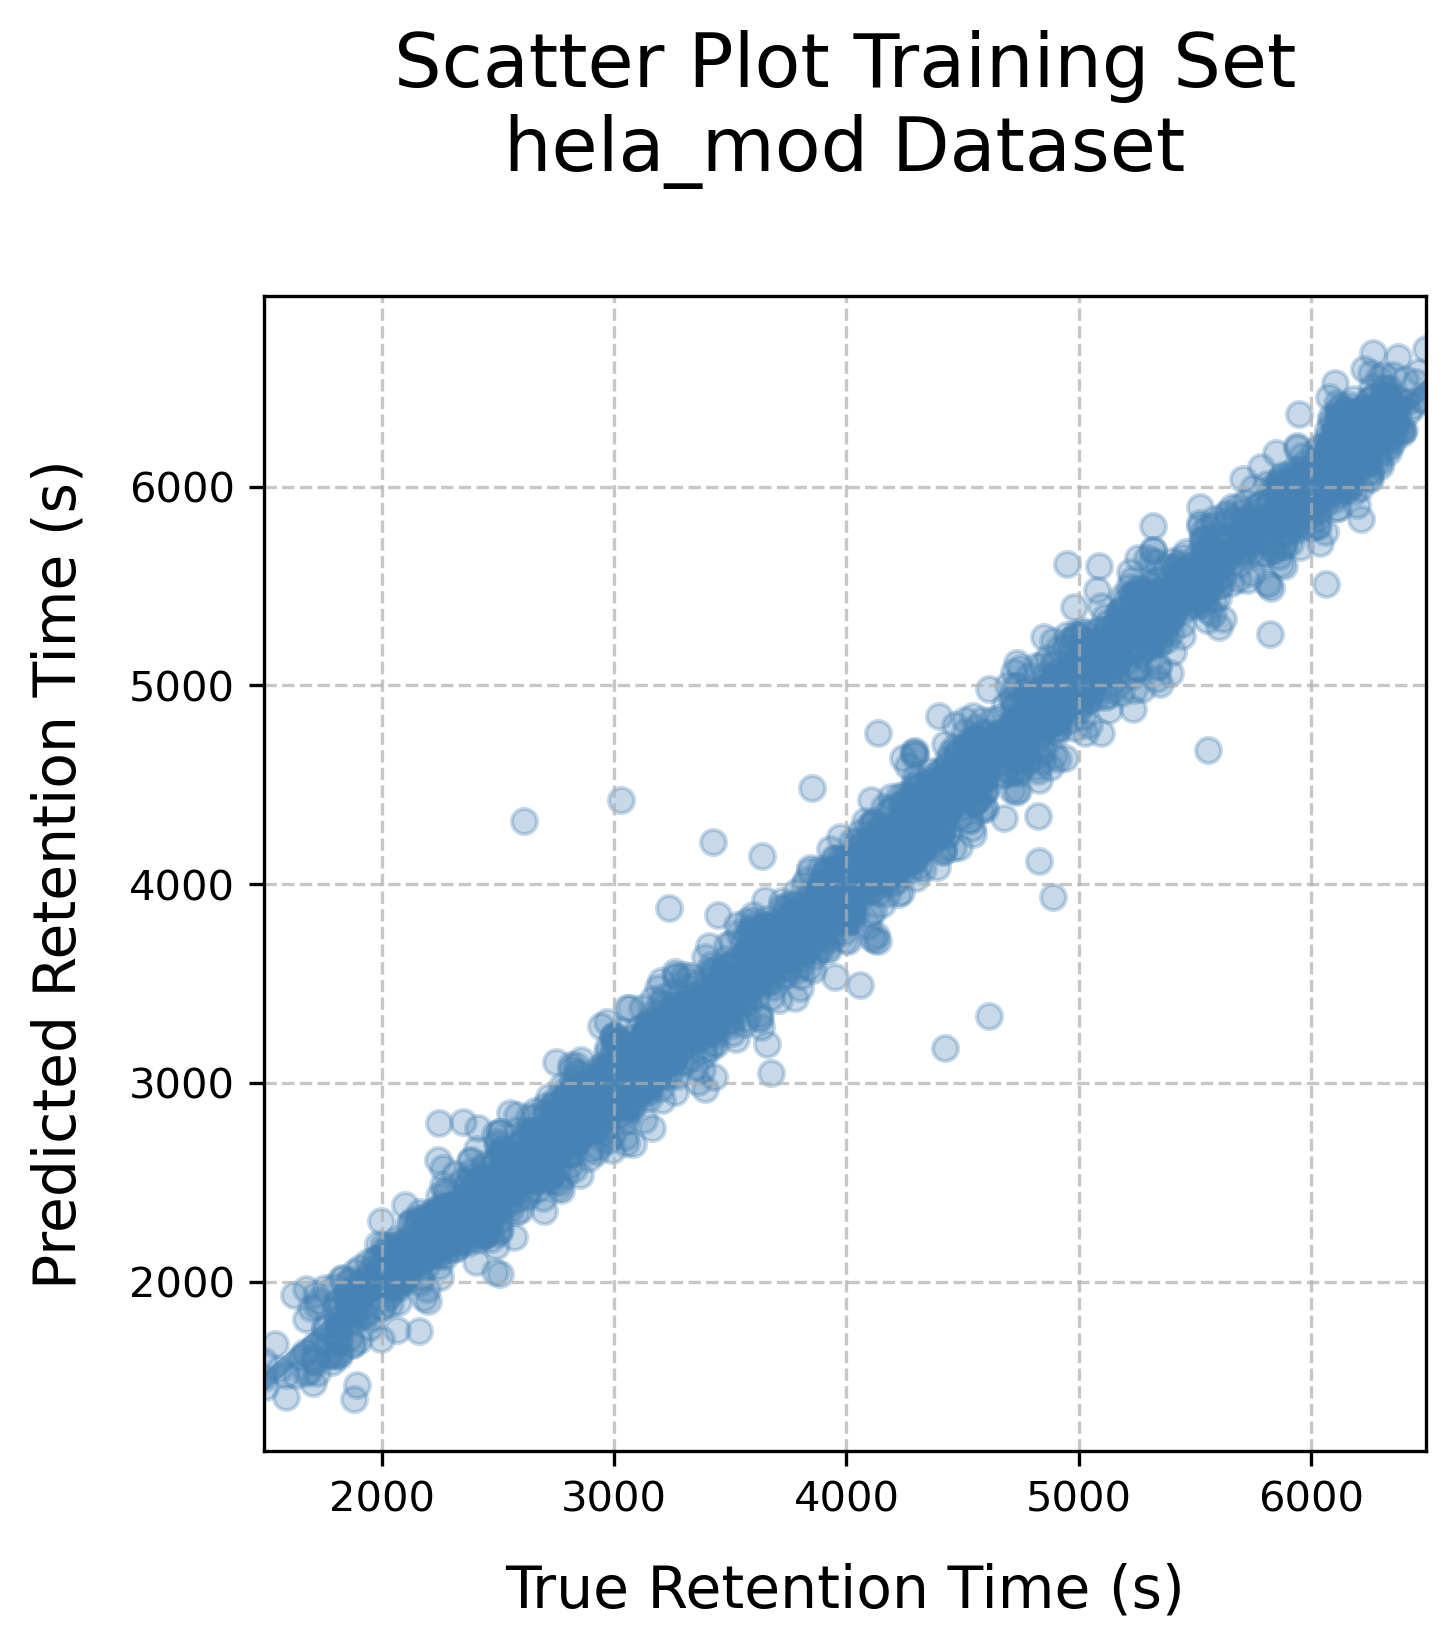 Scatter Plot Training Set
hela_mod Dataset
Predicted Retention Time (s)
6000
5000
4000
3000
2000
2000 3000 4000 5000 6000
True Retention Time (s)